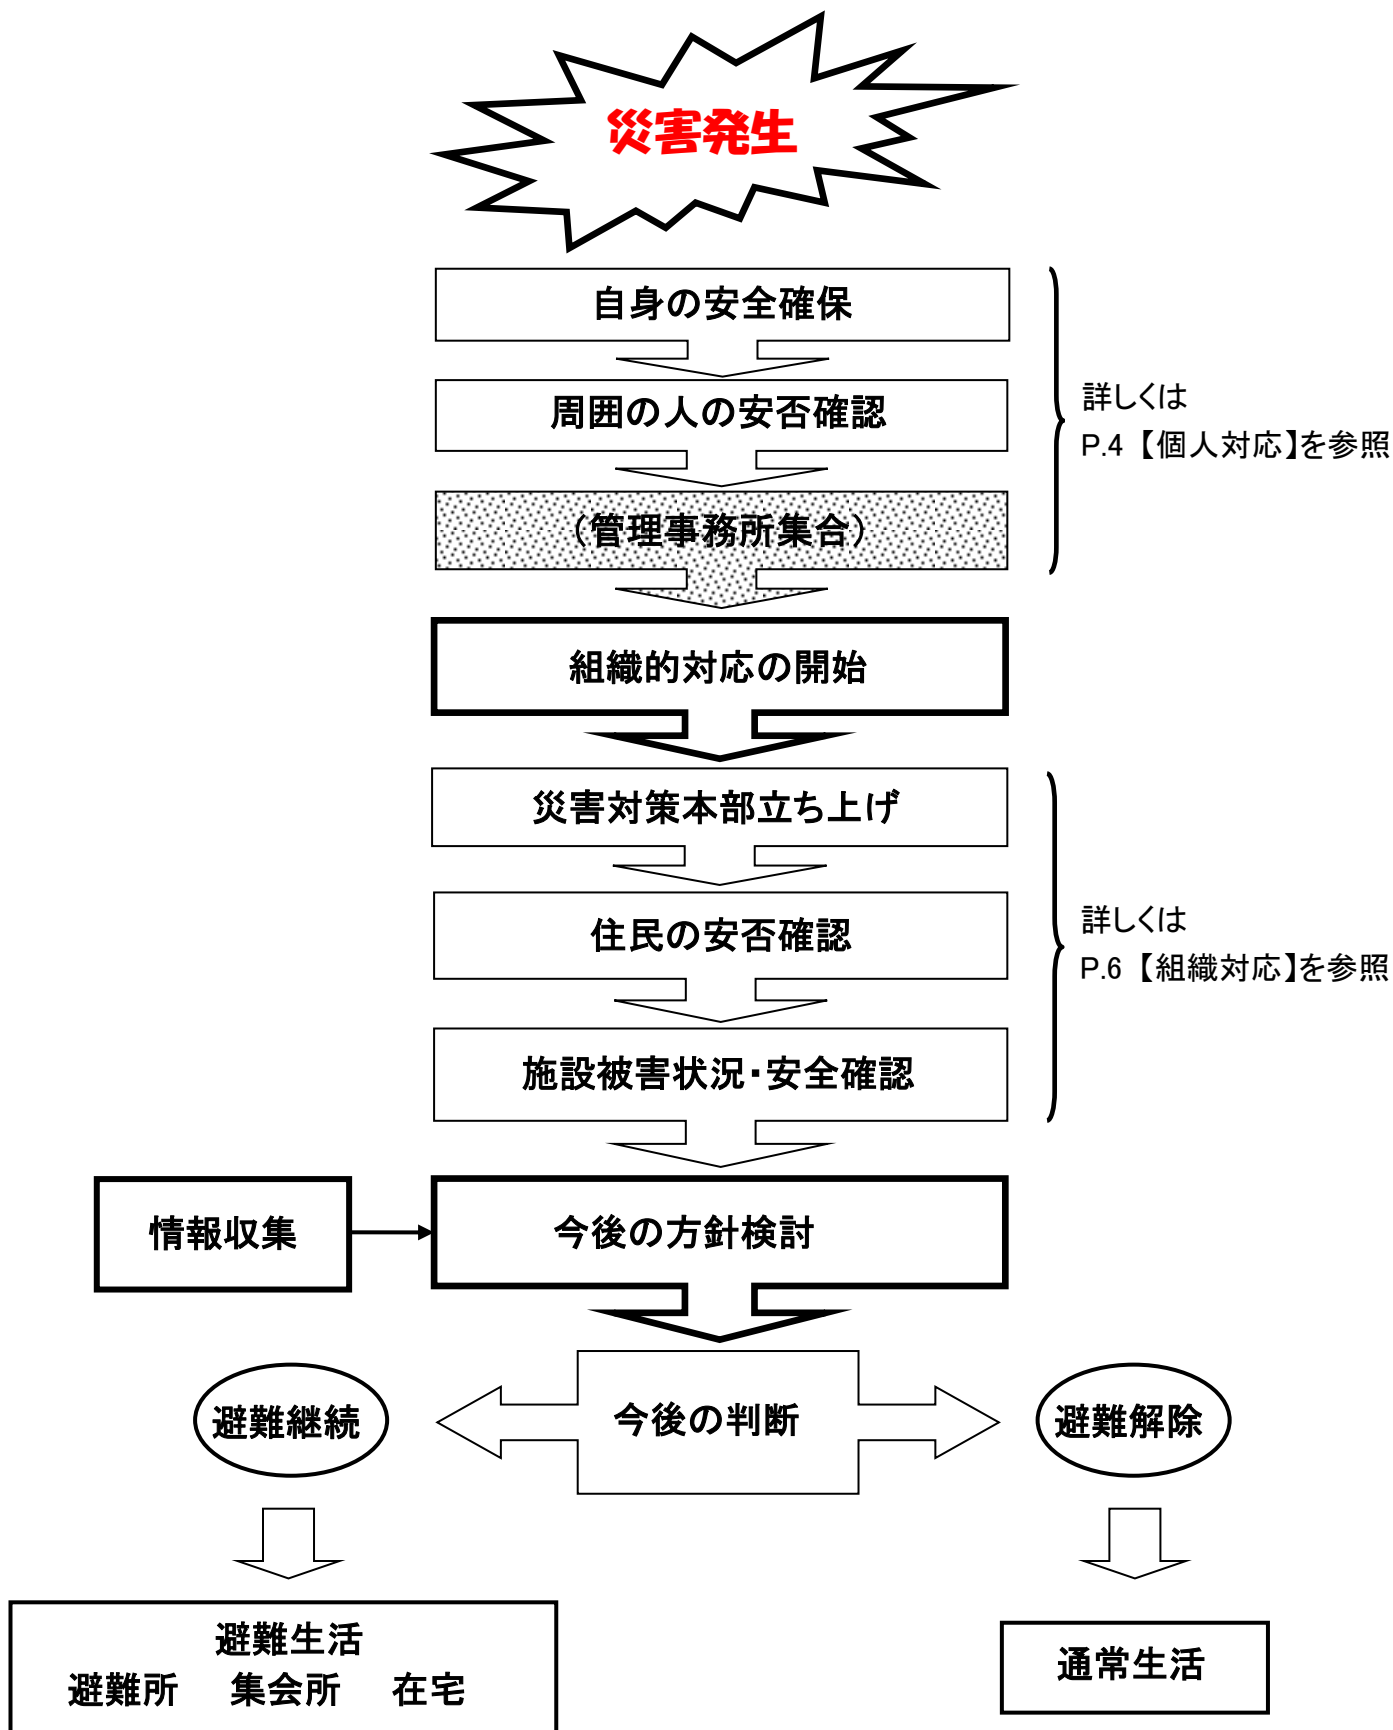 災害発生
自身の安全確保
周囲の人の安否確認
詳しくは
P.4【個人対応】を参照
（管理事務所集合）
組織的対応の開始
災害対策本部立ち上げ
住民の安否確認
詳しくは
P.6【組織対応】を参照
施設被害状況・安全確認
情報収集
今後の方針検討
避難継続
今後の判断
避難解除
避難生活
避難所 集会所 在宅
通常生活